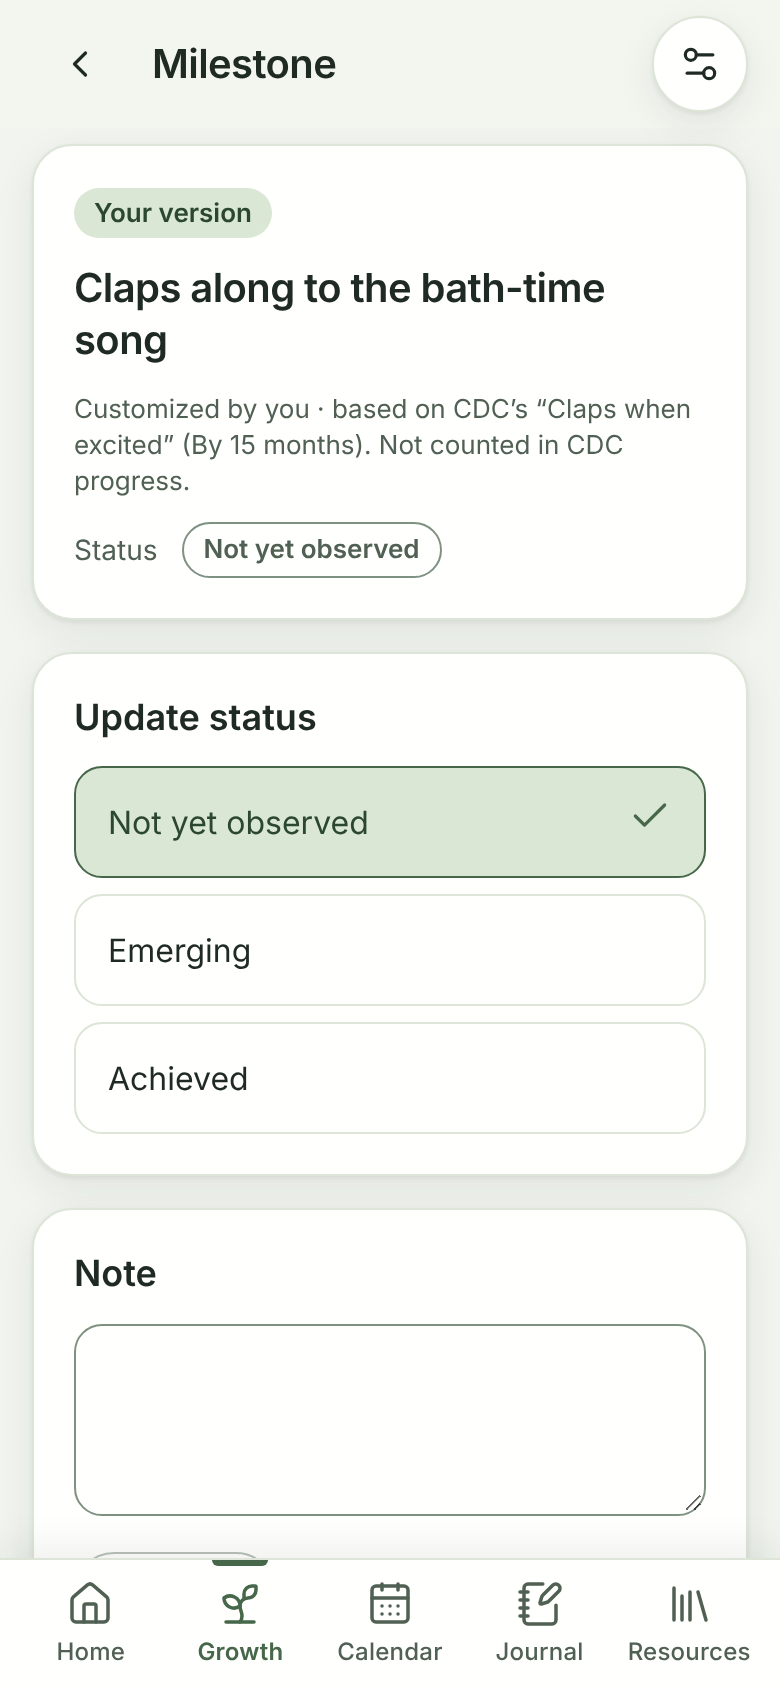 Milestone
Your version
Claps along to the bath-time
song
Customized by you · based on CDC’s “Claps when
excited” (By 15 months). Not counted in CDC
progress.
Status Not yet observed
Update status
Not yet observed
Emerging
Achieved
Note
Home Growth Calendar Journal Resources